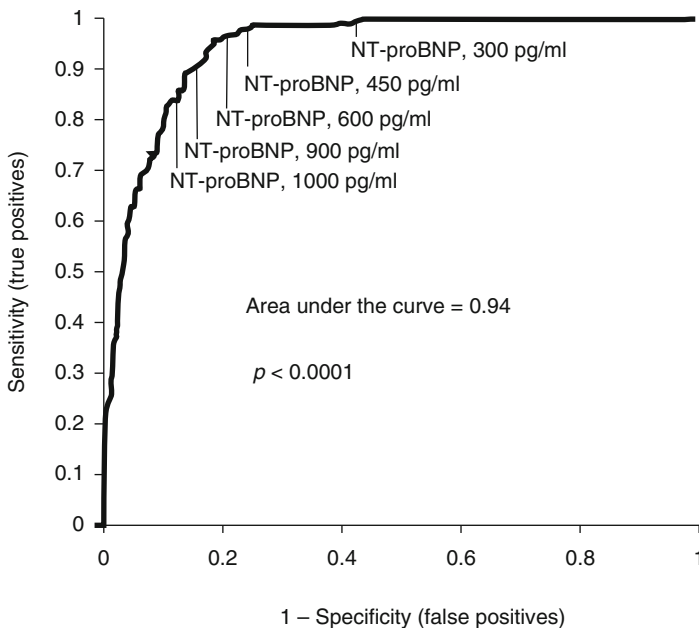 1
0.9
0.8
0.7
0.6
0.5
0.4
0.3
0.2
0.1
0
Sensitivity (true positives)
NT-proBNP, 300 pg/ml
NT-proBNP, 450 pg/ml
NT-proBNP, 600 pg/ml
NT-proBNP, 900 pg/ml
NT-proBNP, 1000 pg/ml
Area under the curve = 0.94
p < 0.0001
0 0.2 0.4 0.6 0.8 1
1 – Specificity (false positives)